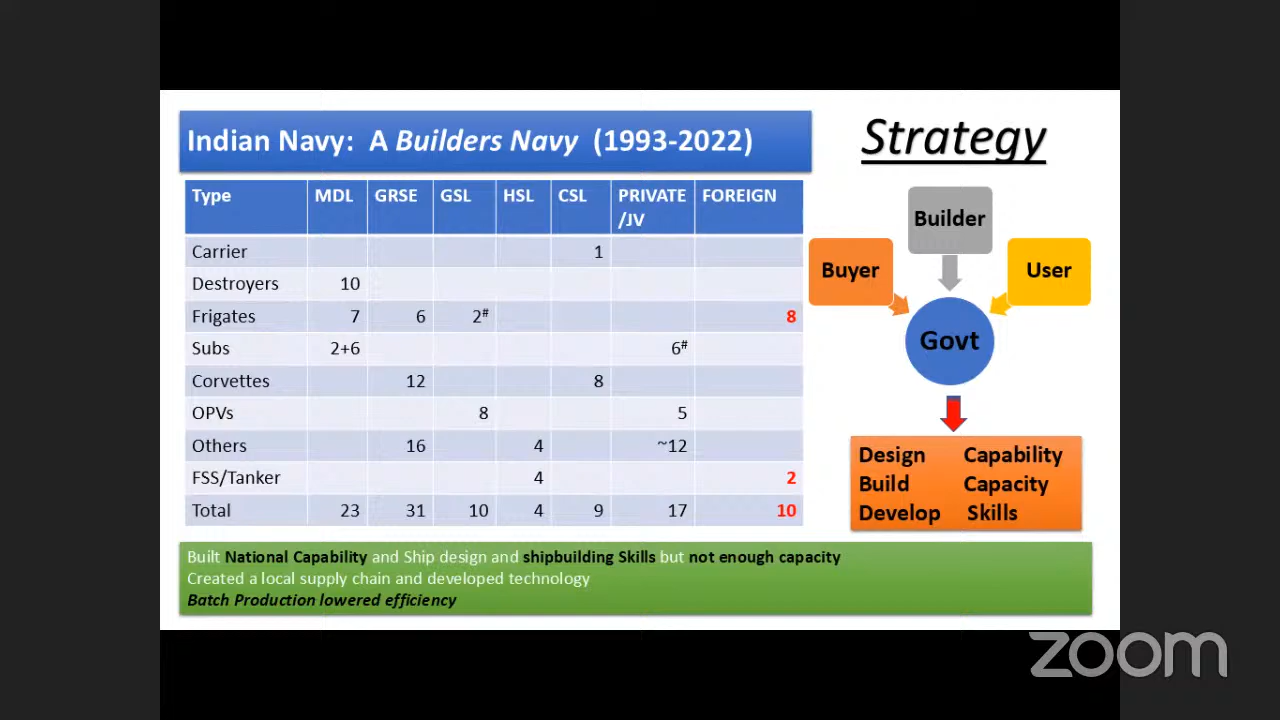 Indian Navy: A Builders Navy (1993-2022)
Strategy
Type MDL GRSE GSL HSL CSL PRIVATE /JV FOREIGN
Carrier 1
Destroyers 10
Frigates 7 6 2# 8
Subs 2+6 6#
Corvettes 12 8
OPVs 8 5
Others 16 4 ~12
FSS/Tanker 4 2
Total 23 31 10 4 9 17 10
Builder
Buyer
User
Govt
Design Capability
Build Capacity
Develop Skills
Built National Capability and Ship design and shipbuilding Skills but not enough capacity
Created a local supply chain and developed technology
Batch Production lowered efficiency
zoom